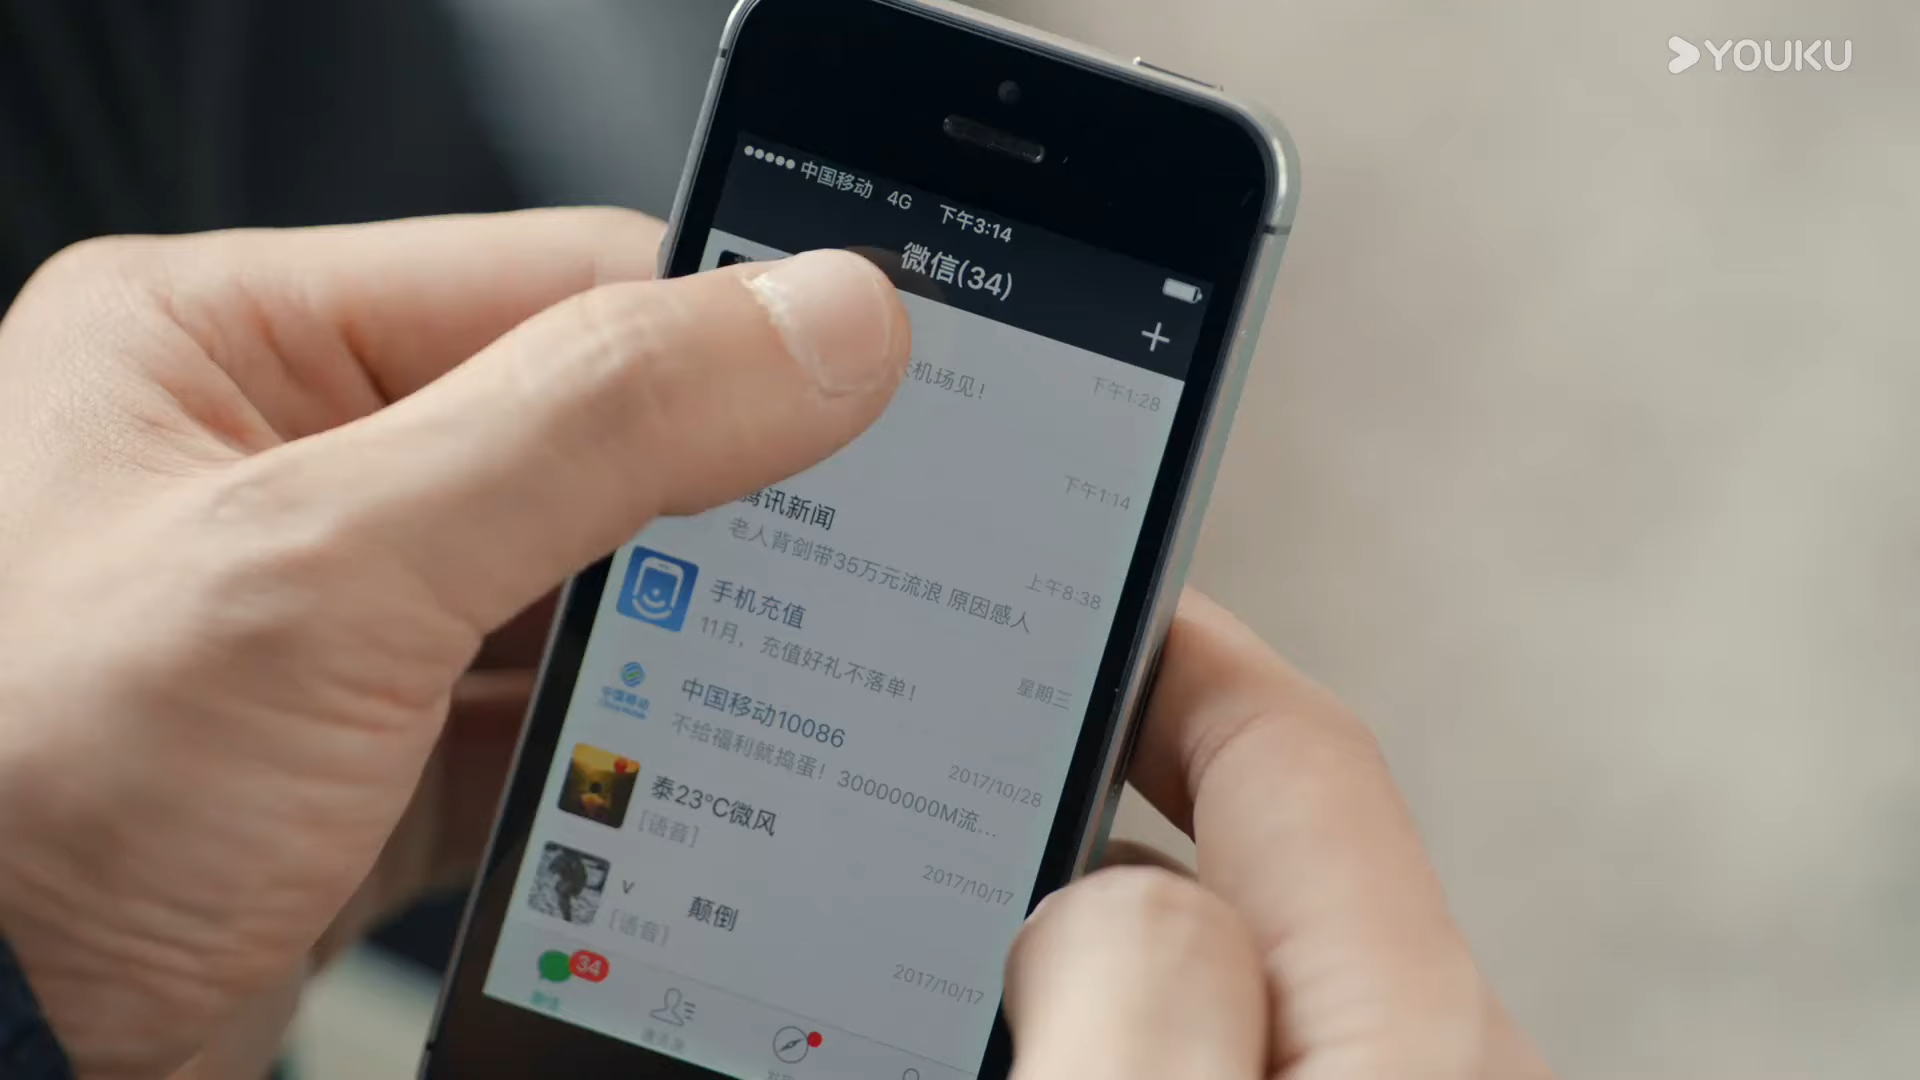 YOUKU
中国移动 4G 下午3:14
微信(34)
机场见！
下午1:28
腾讯新闻
下午1:14
老人背剑带35万元流浪 原因感人
手机充值
上午8:38
11月，充值好礼不落单！
中国移动
中国移动10086
星期三
不给福利就捣蛋！30000000M流...
泰23°C微风
2017/10/28
[语音]
v 颠倒
2017/10/17
[语音]
2017/10/17
34